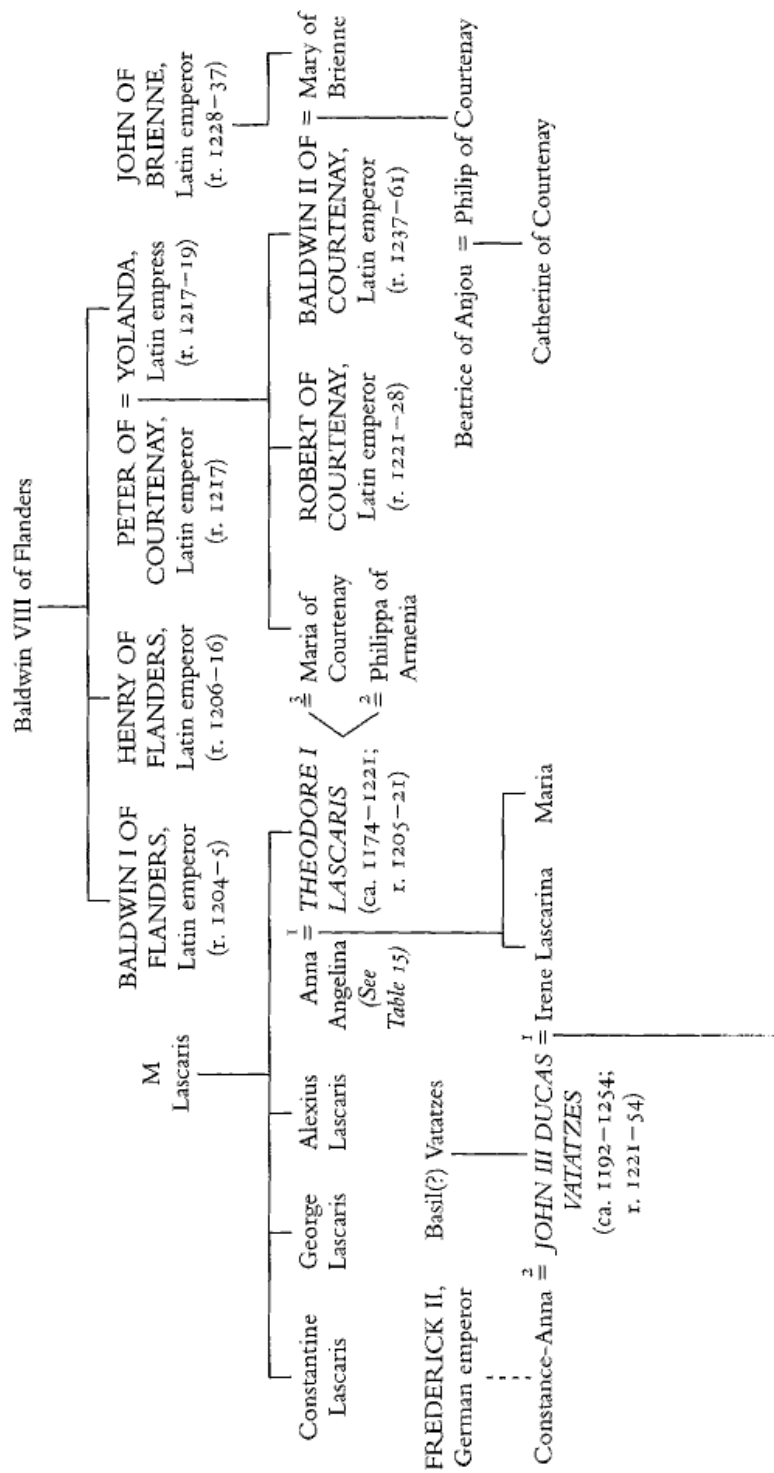 Baldwin VIII of Flanders
BALDWIN I OF
FLANDERS,
Latin emperor
(r. 1204–5)
HENRY OF
FLANDERS,
Latin emperor
(r. 1206–16)
PETER OF
COURTENAY,
Latin emperor
(r. 1217)
=
YOLANDA,
Latin empress
(r. 1217–19)
JOHN OF
BRIENNE,
Latin emperor
(r. 1228–37)
M
Lascaris
Constantine
Lascaris
George
Lascaris
Alexius
Lascaris
Anna
Angelina
(See
Table 15)
1
=
THEODORE I
LASCARIS
(ca. 1174–1221;
r. 1205–21)
3
= Maria of
Courtenay
2
= Philippa of
Armenia
ROBERT OF
COURTENAY,
Latin emperor
(r. 1221–28)
BALDWIN II OF
COURTENAY,
Latin emperor
(r. 1237–61)
= Mary of
Brienne
FREDERICK II,
German emperor
Basil(?) Vatatzes
Constance-Anna
2
=
JOHN III DUCAS
VATATZES
(ca. 1192–1254;
r. 1221–54)
1
= Irene Lascarina
Maria
Beatrice of Anjou = Philip of Courtenay
Catherine of Courtenay